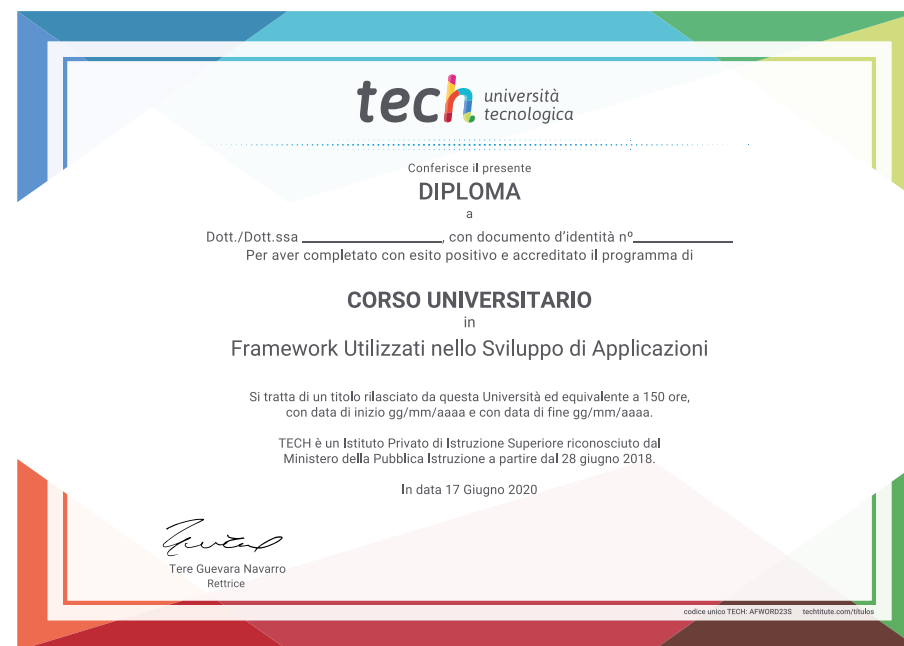 tech università
tecnologica
Conferisce il presente
DIPLOMA
a
Dott./Dott.ssa ____________________, con documento d'identità nº______________
Per aver completato con esito positivo e accreditato il programma di
CORSO UNIVERSITARIO
in
Framework Utilizzati nello Sviluppo di Applicazioni
Si tratta di un titolo rilasciato da questa Università ed equivalente a 150 ore,
con data di inizio gg/mm/aaaa e con data di fine gg/mm/aaaa.
TECH è un Istituto Privato di Istruzione Superiore riconosciuto dal
Ministero della Pubblica Istruzione a partire dal 28 giugno 2018.
In data 17 Giugno 2020
Tere Guevara Navarro
Rettrice
codice unico TECH: AFWORD23S techtitute.com/títulos